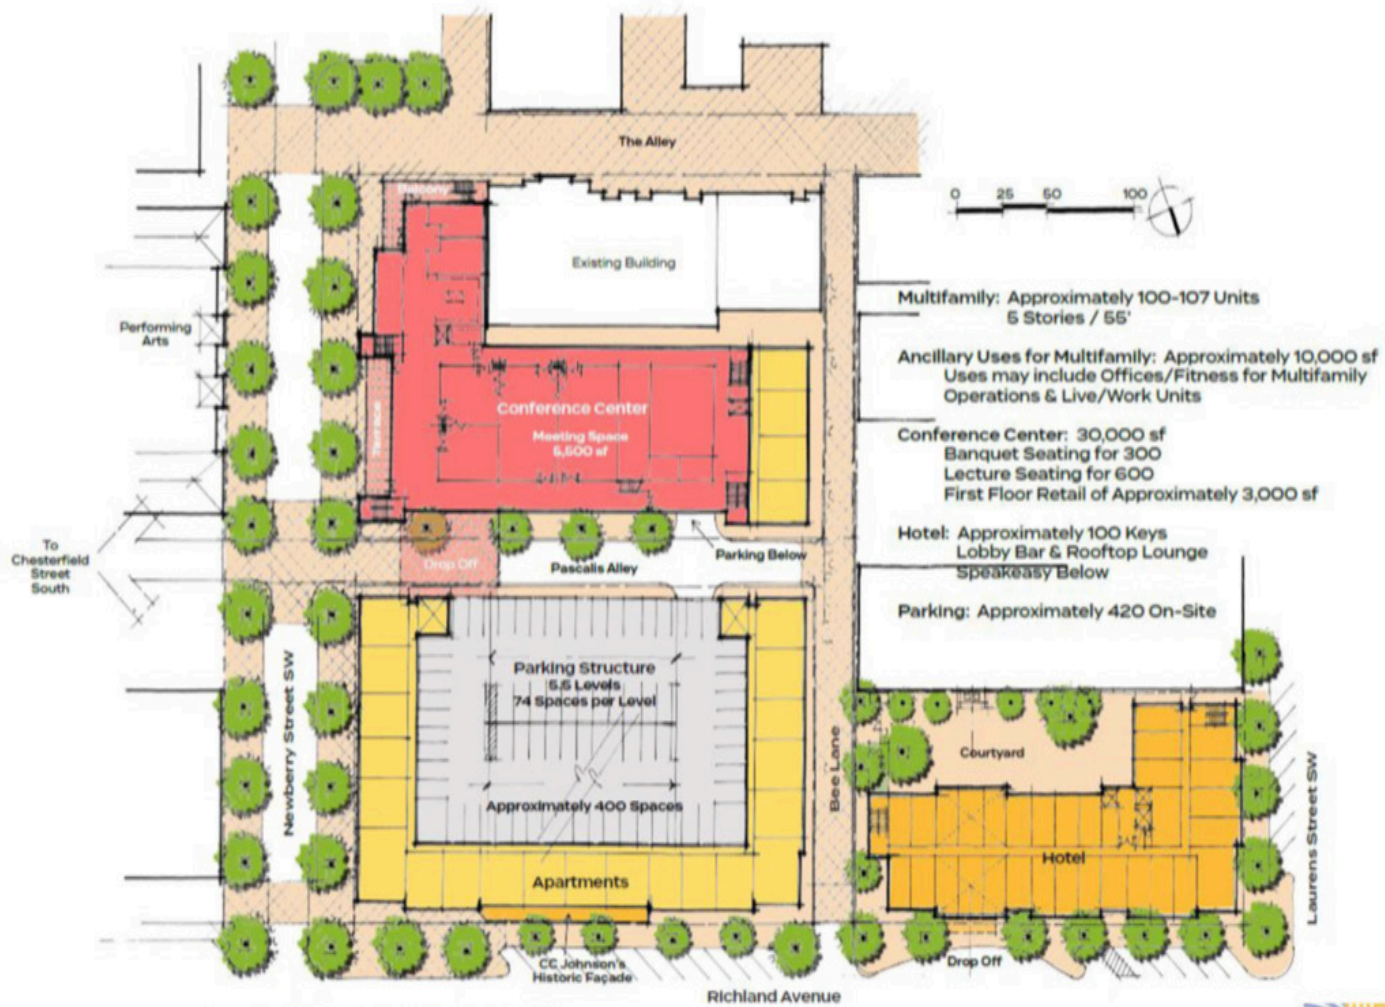 The Alley
Balcony
0 25 50 100
Existing Building
Performing
Arts
Multifamily: Approximately 100-107 Units
5 Stories / 55'
Ancillary Uses for Multifamily: Approximately 10,000 sf
Uses may include Offices/Fitness for Multifamily
Operations & Live/Work Units
Conference Center
Meeting Space
5,500 sf
Terrace
Conference Center: 30,000 sf
Banquet Seating for 300
Lecture Seating for 600
First Floor Retail of Approximately 3,000 sf
Hotel: Approximately 100 Keys
Lobby Bar & Rooftop Lounge
Speakeasy Below
Parking: Approximately 420 On-Site
To
Chesterfield
Street
South
Drop Off
Pascalis Alley
Parking Below
Parking Structure
5.5 Levels
74 Spaces per Level
Approximately 400 Spaces
Newberry Street SW
Bee Lane
Courtyard
Laurens Street SW
Hotel
Apartments
CC Johnson's
Historic Façade
Drop Off
Richland Avenue